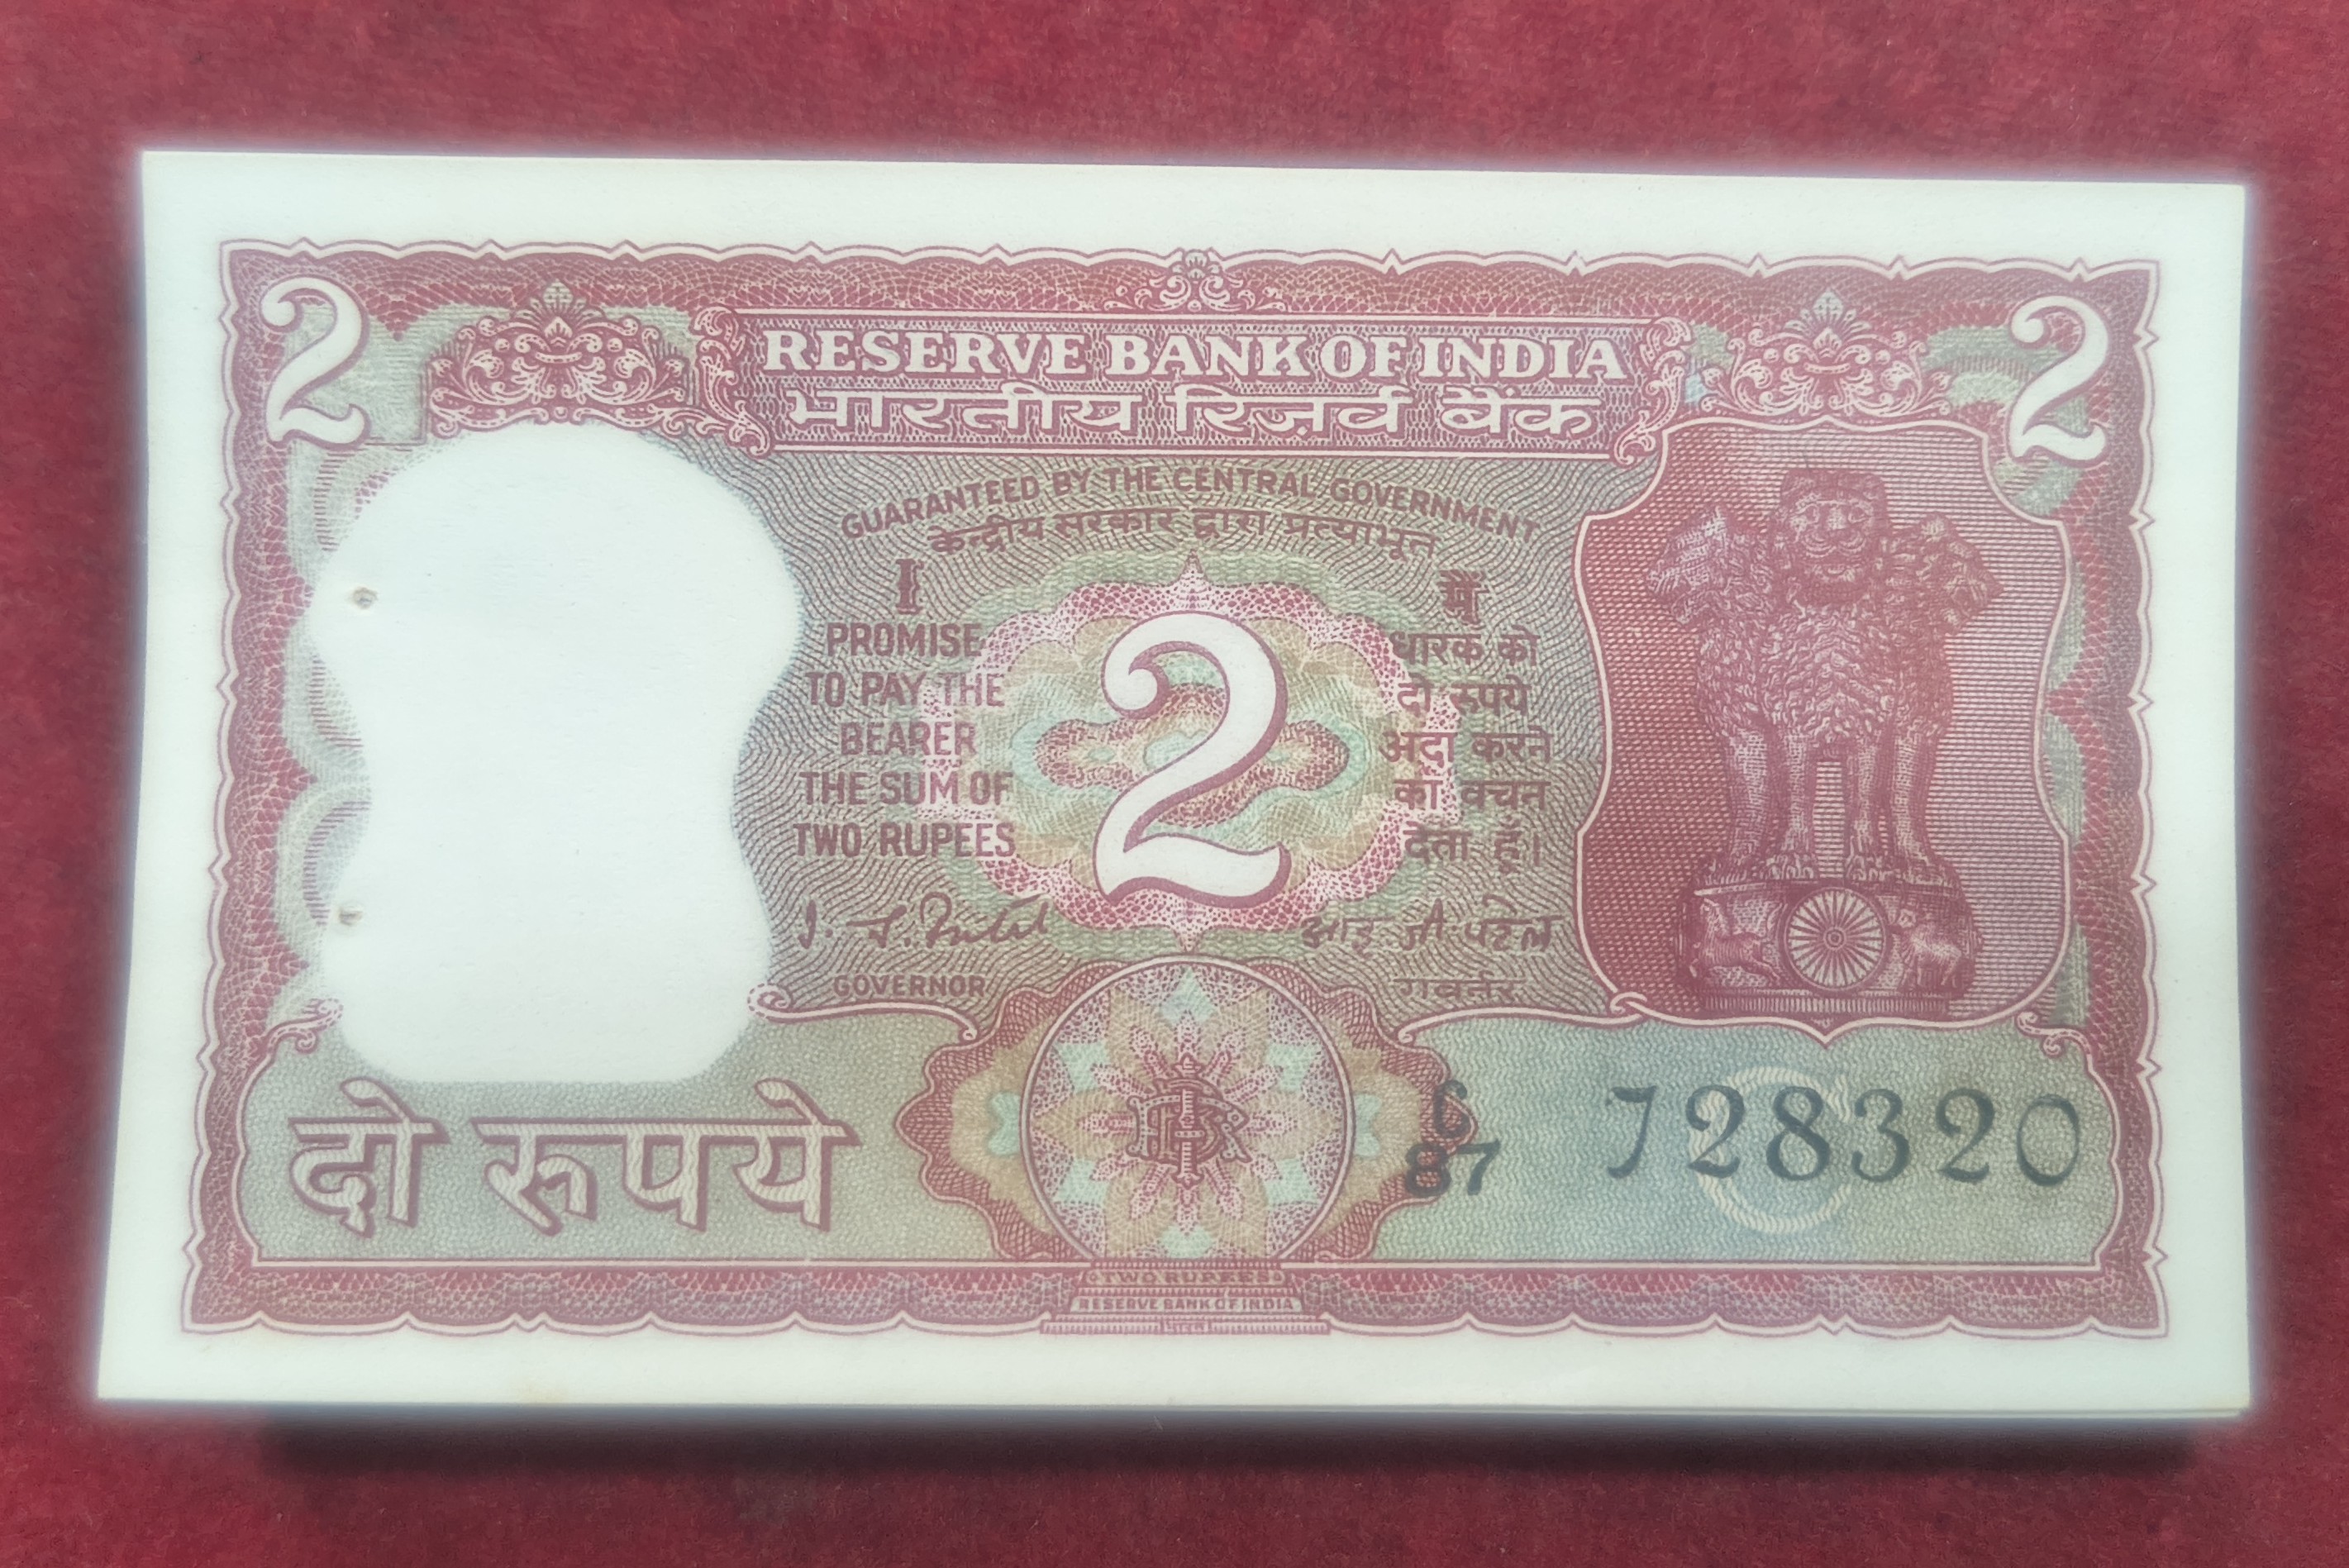 2
2
RESERVE BANK OF INDIA
भारतीय रिज़र्व बैंक
GUARANTEED BY THE CENTRAL GOVERNMENT
केन्द्रीय सरकार द्वारा प्रत्याभूत
I
PROMISE
TO PAY THE
BEARER
THE SUM OF
TWO RUPEES
2
मैं
धारक को
दो रुपये
अदा करने
का वचन
देता हूँ।
आइ जी पटेल
GOVERNOR
गवर्नर
दो रूपये
C
87
728320
TWO RUPEES
RESERVE BANK OF INDIA